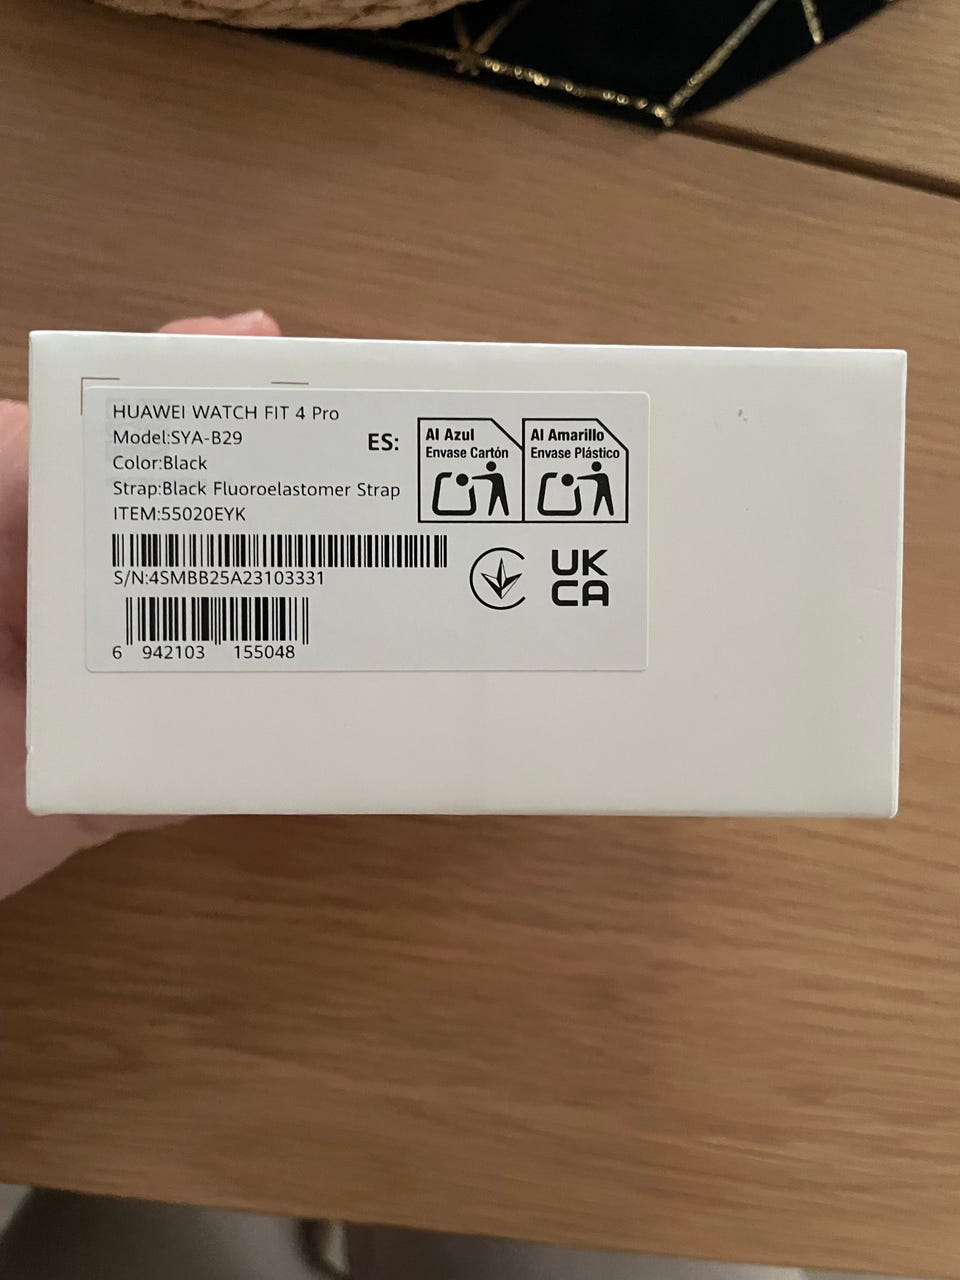 HUAWEI WATCH FIT 4 Pro
Model:SYA-B29
Color:Black
Strap:Black Fluoroelastomer Strap
ITEM:55020EYK
ES:
Al Azul
Envase Cartón
Al Amarillo
Envase Plástico
S/N:4SMBB25A23103331
UK
CA
6 942103 155048